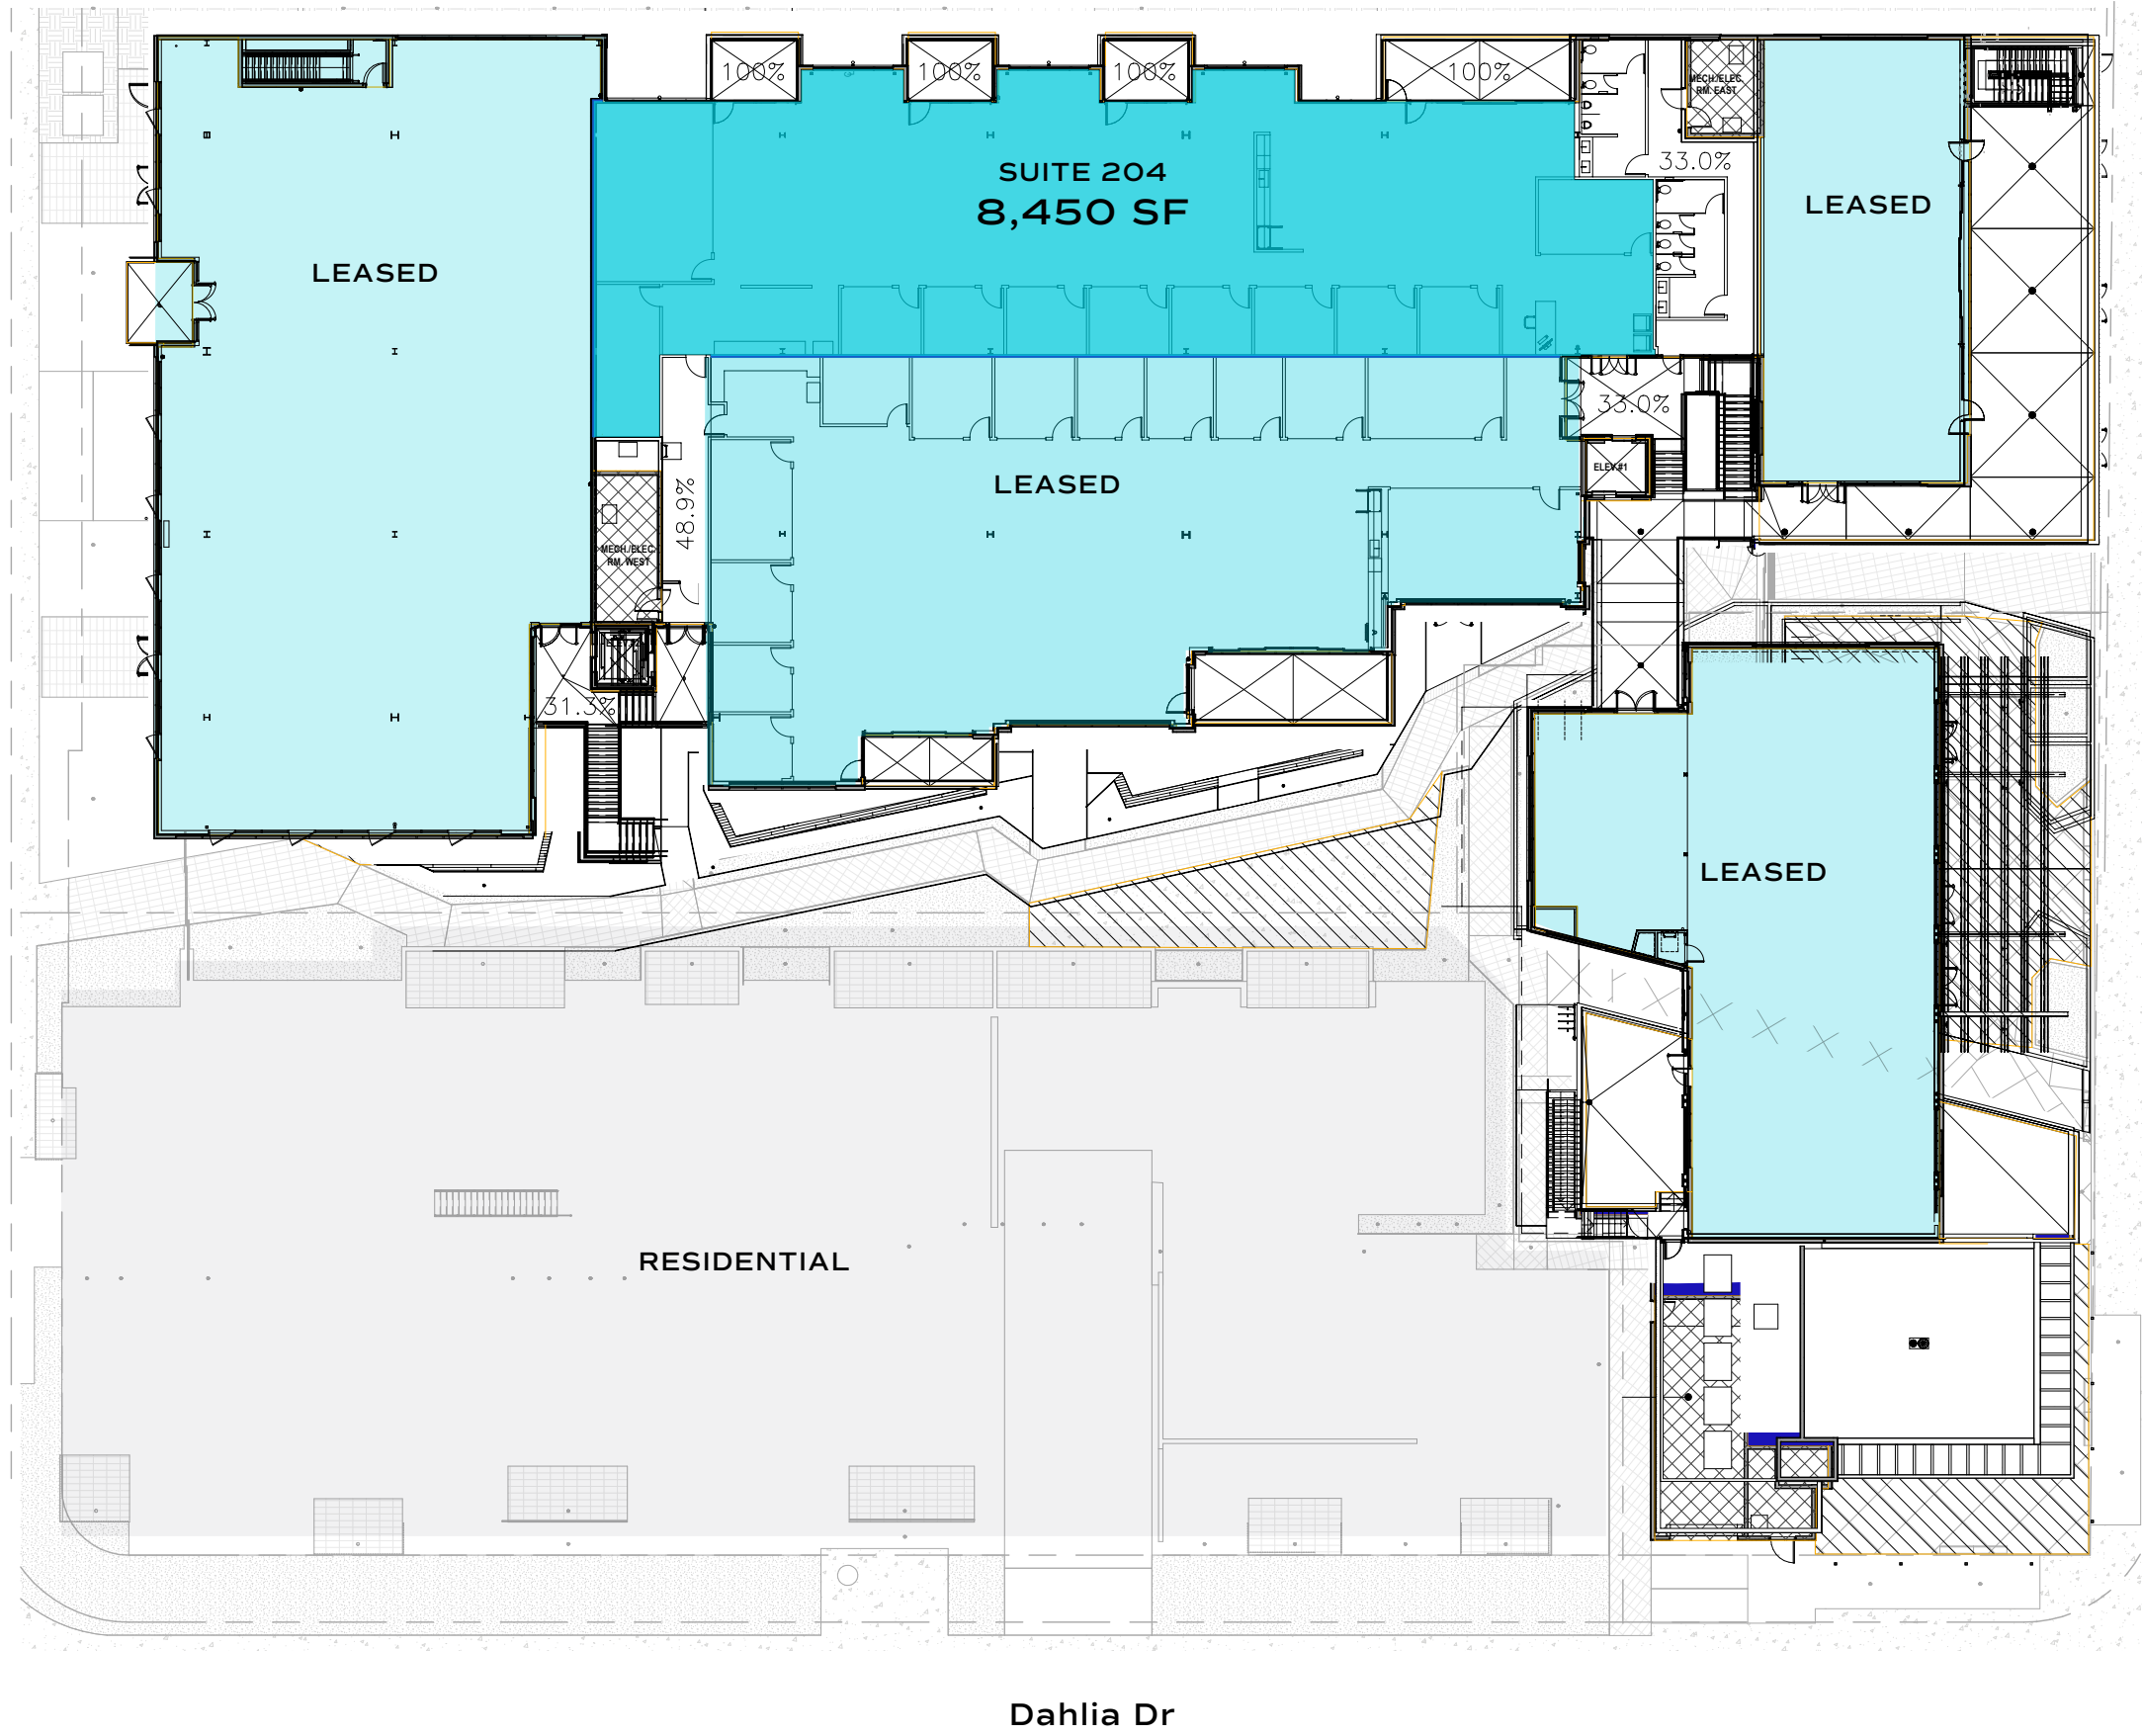 100%
100%
100%
100%
MECH./ELEC.
RM. EAST
33.0%
SUITE 204
8,450 SF
LEASED
LEASED
33.0%
ELEV.#1
LEASED
48.9%
MECH./ELEC.
RM. WEST
31.3%
LEASED
RESIDENTIAL
Dahlia Dr